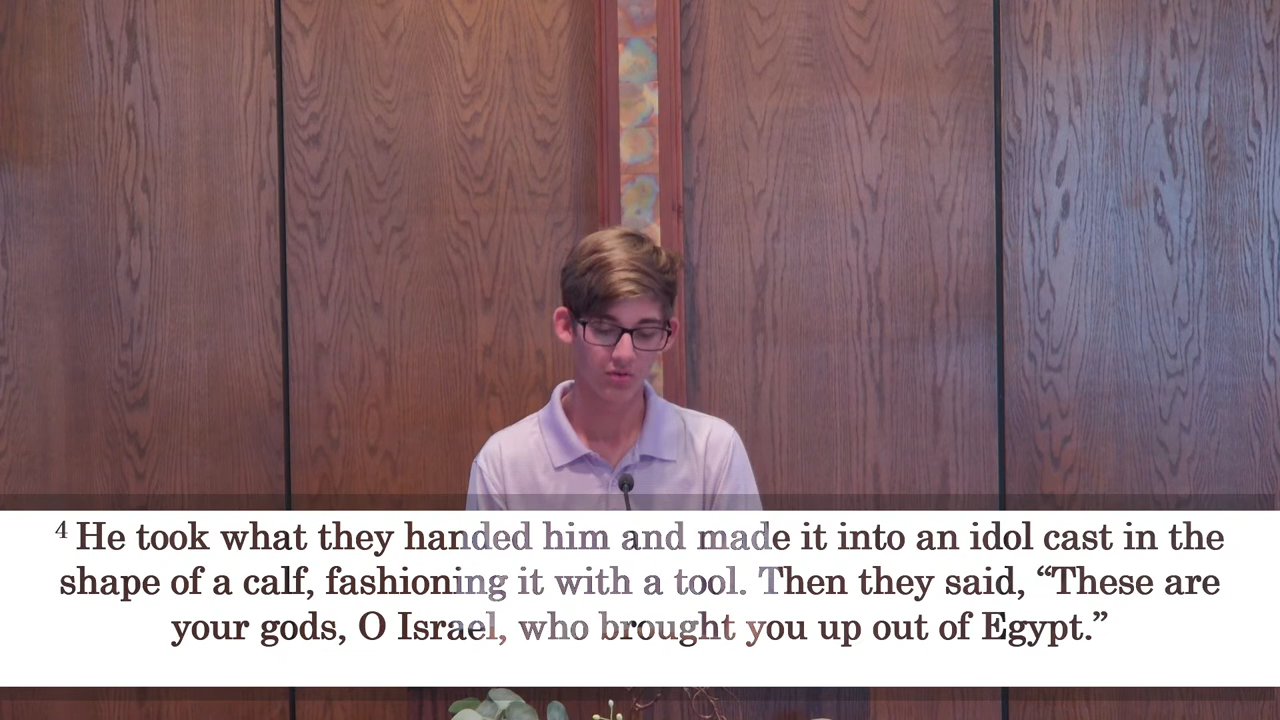 4 He took what they handed him and made it into an idol cast in the
shape of a calf, fashioning it with a tool. Then they said, “These are
your gods, O Israel, who brought you up out of Egypt.”